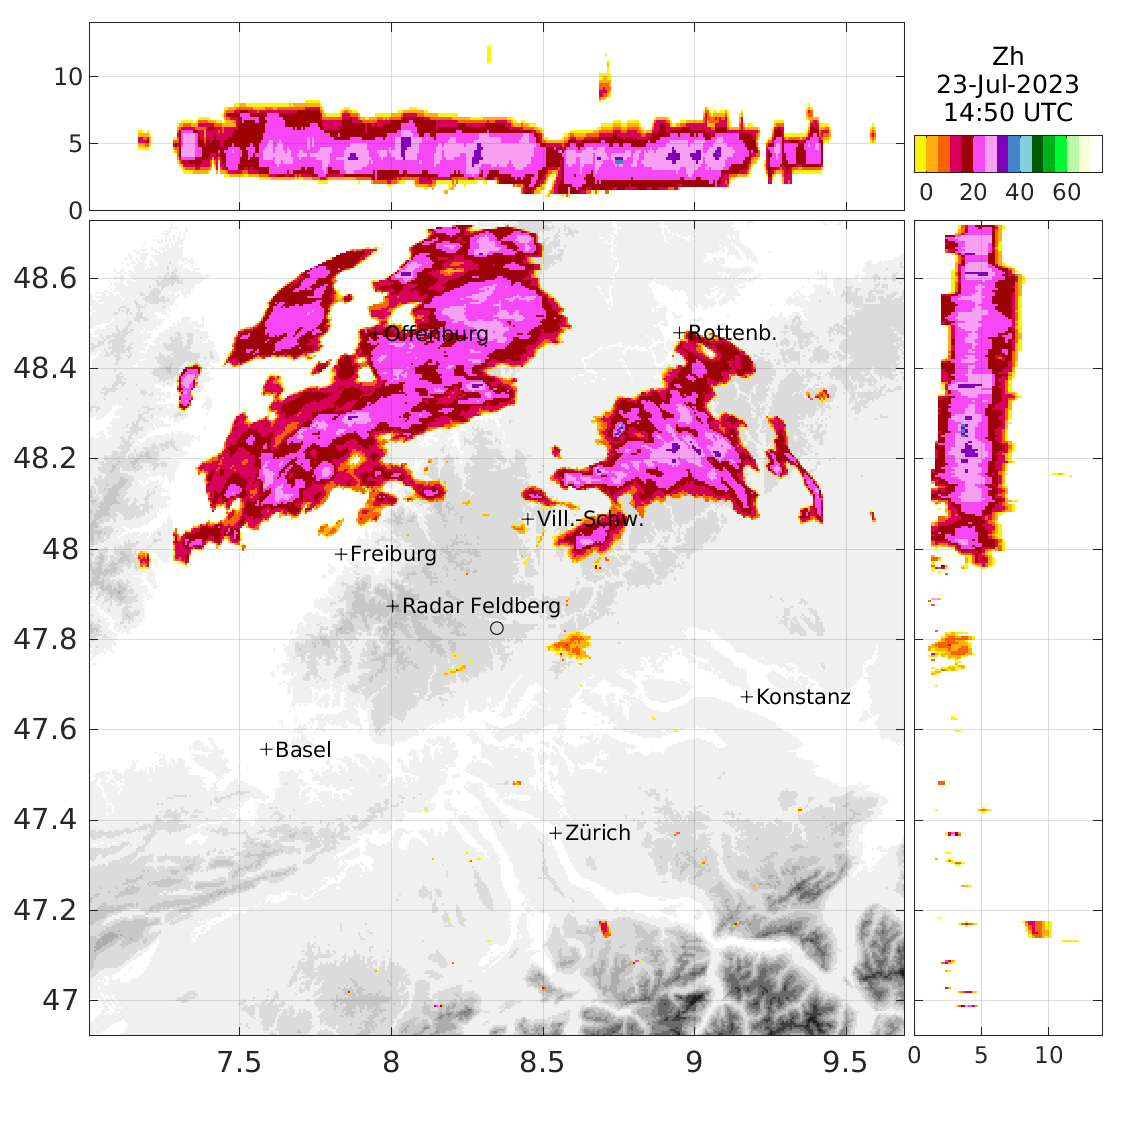 10
5
0
Zh
23-Jul-2023
14:50 UTC
0
20
40
60
48.6
48.4
48.2
48
47.8
47.6
47.4
47.2
47
Offenburg
Rottenb.
Vill.-Schw.
Freiburg
Radar Feldberg
Konstanz
Basel
Zürich
7.5
8
8.5
9
9.5
0
5
10